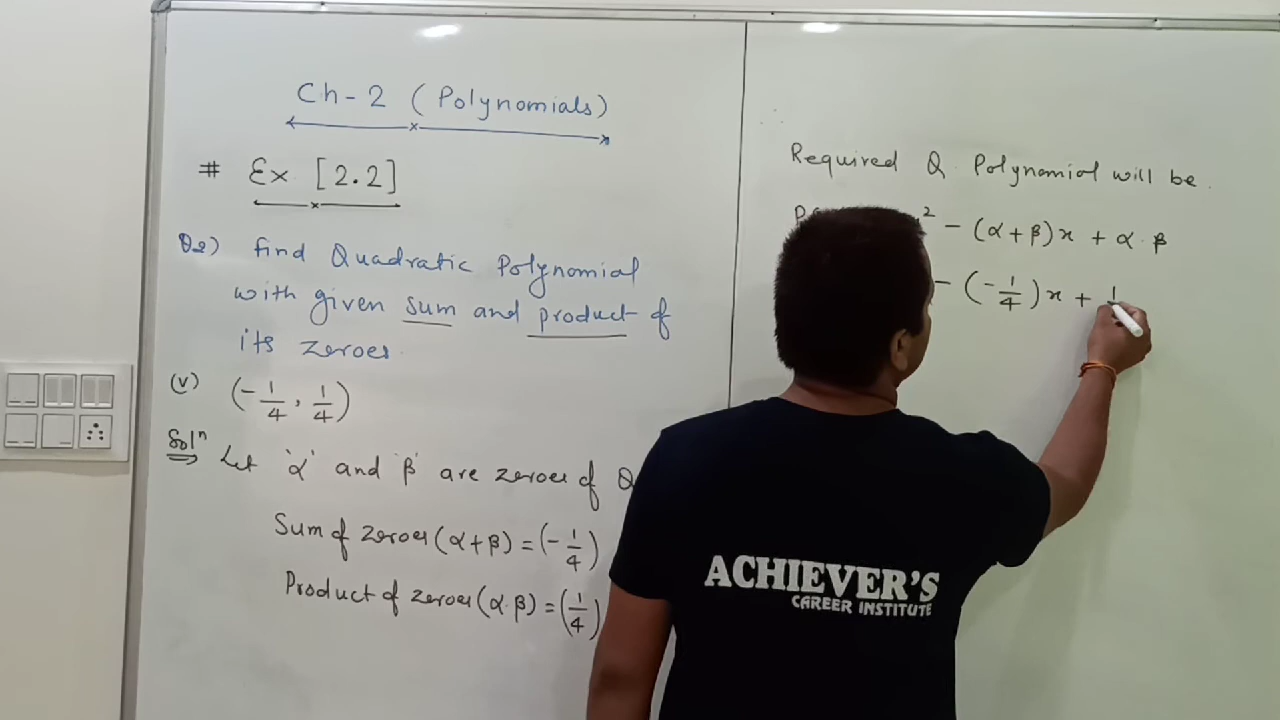 Ch-2 (Polynomials)
# Ex [2.2]
Q2) find Quadratic Polynomial
with given sum and product of
its zeroes.
(v) (-1/4, 1/4)
Solⁿ Let 'α' and 'β' are zeroes of Q
Sum of zeroes (α+β) = (-1/4)
Product of zeroes (α.β) = (1/4)
Required Q. Polynomial will be.
² - (α+β)x + α.β
- (-1/4)x + 1
ACHIEVER'S
CAREER INSTITUTE